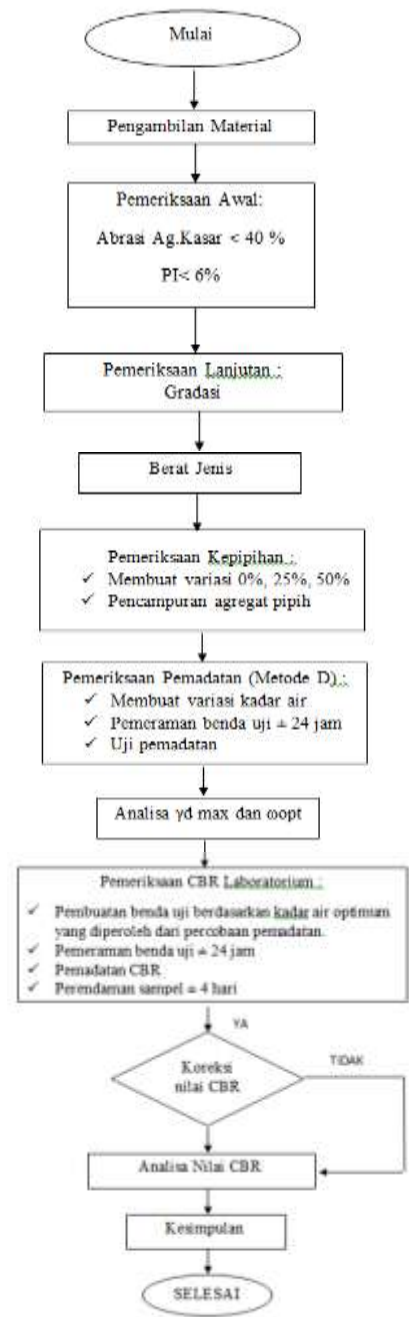 Mulai
Pengambilan Material
Pemeriksaan Awal:
Abrasi Ag.Kasar < 40 %
PI< 6%
Pemeriksaan Lanjutan :
Gradasi
Berat Jenis
Pemeriksaan Kepipihan :
✓ Membuat variasi 0%, 25%, 50%
✓ Pencampuran agregat pipih
Pemeriksaan Pemadatan (Metode D) :
✓ Membuat variasi kadar air
✓ Pemeraman benda uji ± 24 jam
✓ Uji pemadatan
Analisa γd max dan ωopt
Pemeriksaan CBR Laboratorium :
✓ Pembuatan benda uji berdasarkan kadar air optimum
yang diperoleh dari percobaan pemadatan.
✓ Pemeraman benda uji ± 24 jam
✓ Pemadatan CBR
✓ Perendaman sampel ± 4 hari
YA
Koreksi
nilai CBR
TIDAK
Analisa Nilai CBR
Kesimpulan
SELESAI